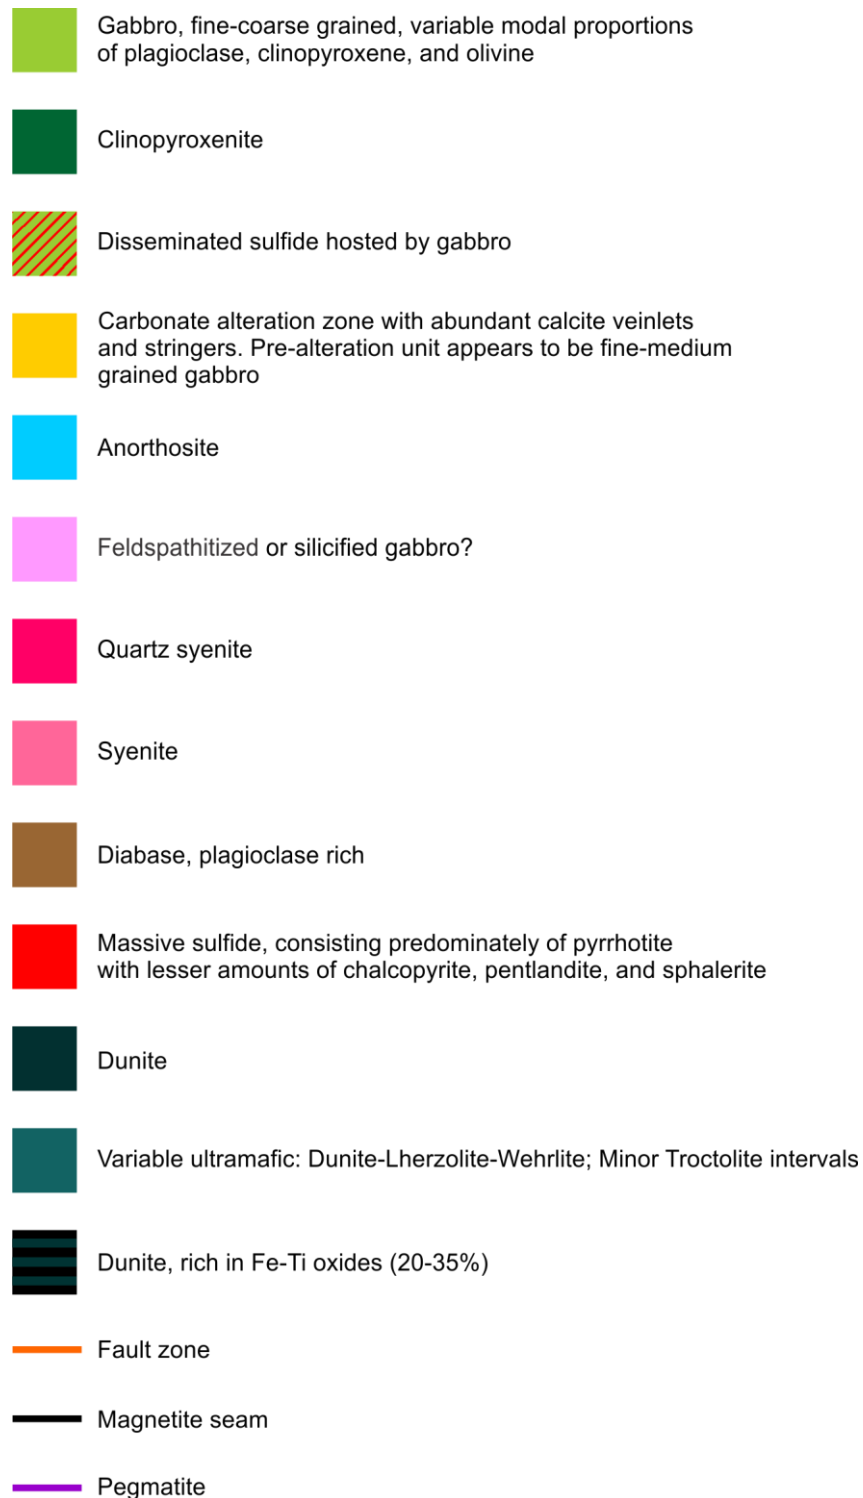 Gabbro, fine-coarse grained, variable modal proportions
of plagioclase, clinopyroxene, and olivine
Clinopyroxenite
Disseminated sulfide hosted by gabbro
Carbonate alteration zone with abundant calcite veinlets
and stringers. Pre-alteration unit appears to be fine-medium
grained gabbro
Anorthosite
Feldspathitized or silicified gabbro?
Quartz syenite
Syenite
Diabase, plagioclase rich
Massive sulfide, consisting predominately of pyrrhotite
with lesser amounts of chalcopyrite, pentlandite, and sphalerite
Dunite
Variable ultramafic: Dunite-Lherzolite-Wehrlite; Minor Troctolite intervals
Dunite, rich in Fe-Ti oxides (20-35%)
Fault zone
Magnetite seam
Pegmatite